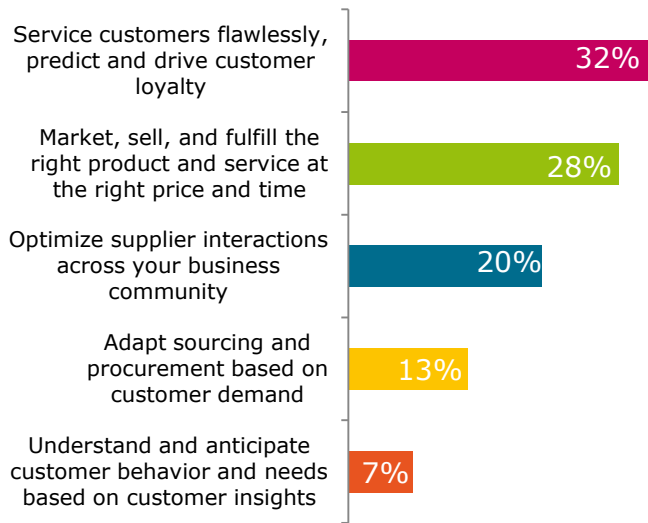 Service customers flawlessly,
predict and drive customer
loyalty
32%
Market, sell, and fulfill the
right product and service at
the right price and time
28%
Optimize supplier interactions
across your business
community
20%
Adapt sourcing and
procurement based on
customer demand
13%
Understand and anticipate
customer behavior and needs
based on customer insights
7%